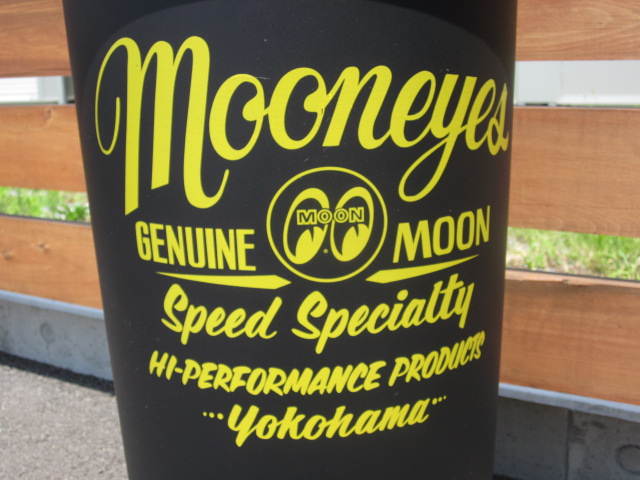 Mooneyes
GENUINE MOON MOON
Speed Specialty
HI-PERFORMANCE PRODUCTS
...Yokohama...